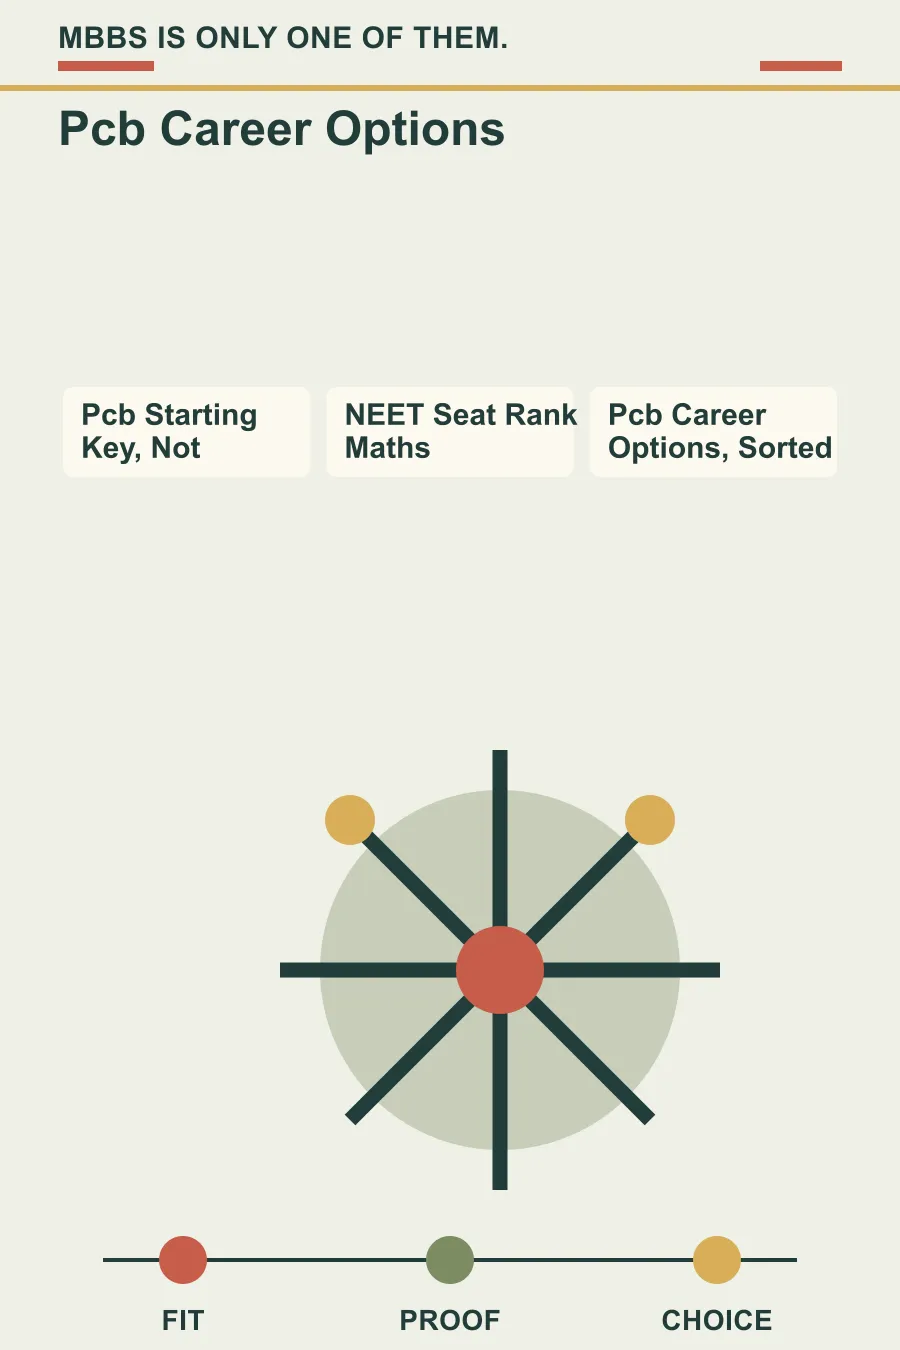 MBBS IS ONLY ONE OF THEM.
Pcb Career Options
Pcb Starting
Key, Not
NEET Seat Rank
Maths
Pcb Career
Options, Sorted
FIT
PROOF
CHOICE